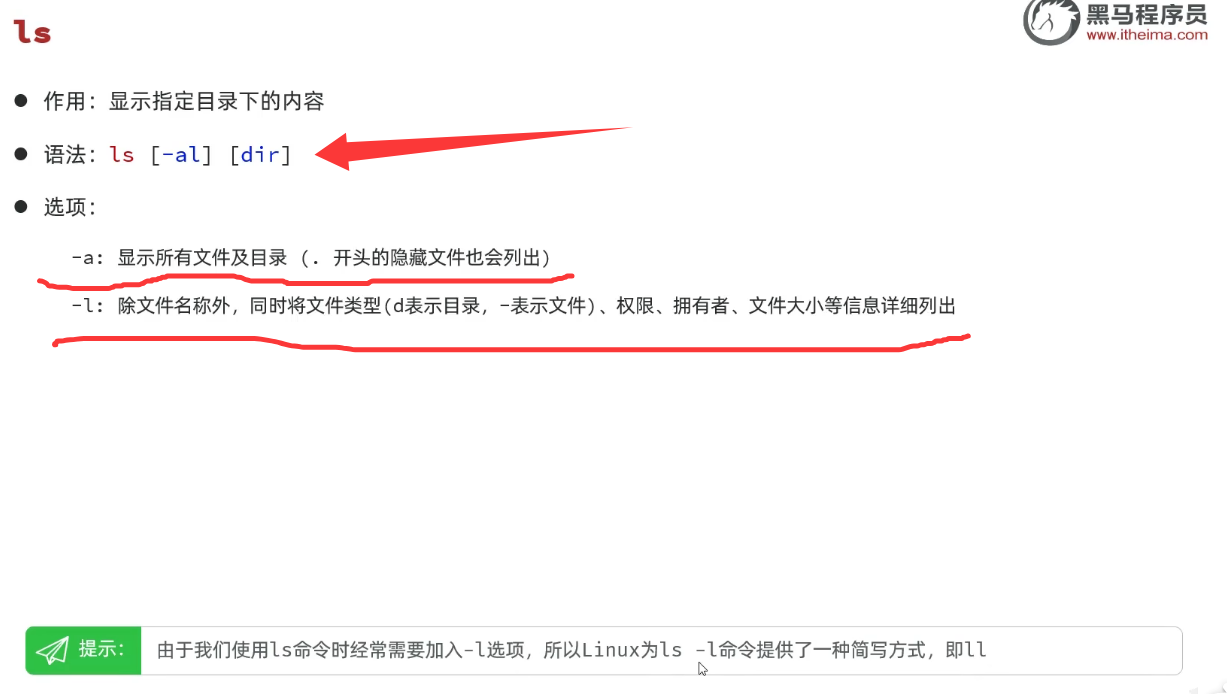 ls
黑马程序员
www.itheima.com
● 作用：显示指定目录下的内容
● 语法：ls [-al] [dir]
● 选项：
-a: 显示所有文件及目录 (. 开头的隐藏文件也会列出)
-l: 除文件名称外，同时将文件类型(d表示目录，-表示文件)、权限、拥有者、文件大小等信息详细列出
提示： 由于我们使用ls命令时经常需要加入-l选项，所以Linux为ls -l命令提供了一种简写方式，即ll